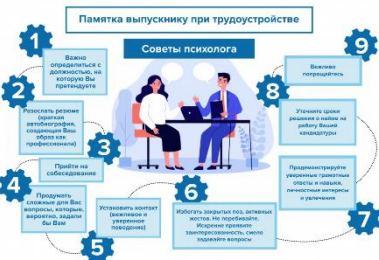 Памятка выпускнику при трудоустройстве
Советы психолога
1
Важно
определиться с
должностью, на
которую Вы
претендуете
2
Разослать резюме
(краткая
автобиография,
создающая Ваш
образ как
профессионала)
3
Прийти на
собеседование
4
Продумать
сложные для Вас
вопросы, которые,
вероятно, задали
бы Вам
5
Установить контакт
(вежливое и
уверенное
поведение)
6
Избегать закрытых поз, активных
жестов. Не перебивайте.
Искренне проявите
заинтересованность, смело
задавайте вопросы
7
Продемонстрируйте
уверенные грамотные
ответы и навыки,
личностные интересы
и увлечения
8
Уточните сроки
решения о найме на
работу Вашей
кандидатуры
9
Вежливо
попрощайтесь